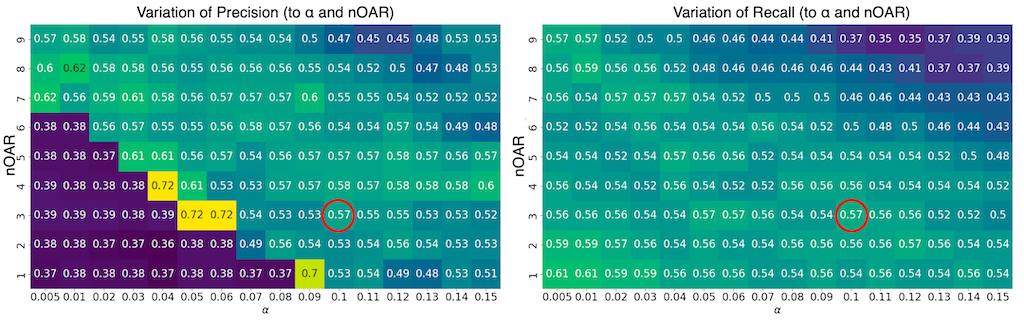 Variation of Precision (to α and nOAR)
9 0.57 0.58 0.54 0.55 0.58 0.56 0.55 0.54 0.54 0.5 0.47 0.45 0.45 0.48 0.53 0.53
8 0.6 0.62 0.58 0.58 0.56 0.55 0.55 0.56 0.58 0.55 0.54 0.52 0.5 0.47 0.48 0.53
7 0.62 0.56 0.59 0.61 0.58 0.56 0.56 0.57 0.57 0.6 0.55 0.55 0.54 0.52 0.52 0.52
6 0.38 0.38 0.56 0.57 0.55 0.55 0.56 0.58 0.57 0.56 0.54 0.54 0.57 0.54 0.49 0.48
5 0.38 0.38 0.37 0.61 0.61 0.56 0.57 0.54 0.56 0.57 0.57 0.57 0.58 0.57 0.56 0.57
4 0.39 0.38 0.38 0.38 0.72 0.61 0.53 0.53 0.57 0.57 0.58 0.58 0.58 0.58 0.58 0.6
3 0.39 0.39 0.39 0.38 0.39 0.72 0.72 0.54 0.53 0.53 0.57 0.55 0.55 0.53 0.53 0.52
2 0.38 0.38 0.37 0.37 0.36 0.38 0.38 0.49 0.56 0.54 0.53 0.54 0.56 0.54 0.53 0.53
1 0.37 0.38 0.38 0.38 0.37 0.38 0.38 0.37 0.37 0.7 0.53 0.54 0.49 0.48 0.53 0.51
nOAR
0.005 0.01 0.02 0.03 0.04 0.05 0.06 0.07 0.08 0.09 0.1 0.11 0.12 0.13 0.14 0.15
α
Variation of Recall (to α and nOAR)
9 0.57 0.57 0.52 0.5 0.5 0.46 0.46 0.44 0.44 0.41 0.37 0.35 0.35 0.37 0.39 0.39
8 0.56 0.59 0.56 0.56 0.52 0.48 0.46 0.46 0.46 0.46 0.44 0.43 0.41 0.37 0.37 0.39
7 0.56 0.54 0.57 0.57 0.57 0.54 0.52 0.5 0.5 0.5 0.46 0.46 0.44 0.43 0.43 0.43
6 0.52 0.52 0.54 0.56 0.54 0.54 0.54 0.56 0.54 0.52 0.5 0.48 0.5 0.46 0.44 0.43
5 0.54 0.54 0.52 0.54 0.57 0.54 0.56 0.52 0.54 0.54 0.54 0.54 0.54 0.52 0.5 0.48
4 0.56 0.56 0.54 0.54 0.52 0.56 0.54 0.54 0.54 0.52 0.54 0.54 0.54 0.54 0.54 0.52
3 0.56 0.56 0.56 0.54 0.54 0.57 0.57 0.56 0.54 0.54 0.57 0.56 0.56 0.52 0.52 0.5
2 0.59 0.59 0.57 0.56 0.54 0.56 0.56 0.54 0.56 0.56 0.56 0.56 0.57 0.56 0.54 0.54
1 0.61 0.61 0.59 0.59 0.56 0.56 0.56 0.54 0.54 0.52 0.54 0.56 0.54 0.54 0.56 0.54
nOAR
0.005 0.01 0.02 0.03 0.04 0.05 0.06 0.07 0.08 0.09 0.1 0.11 0.12 0.13 0.14 0.15
α